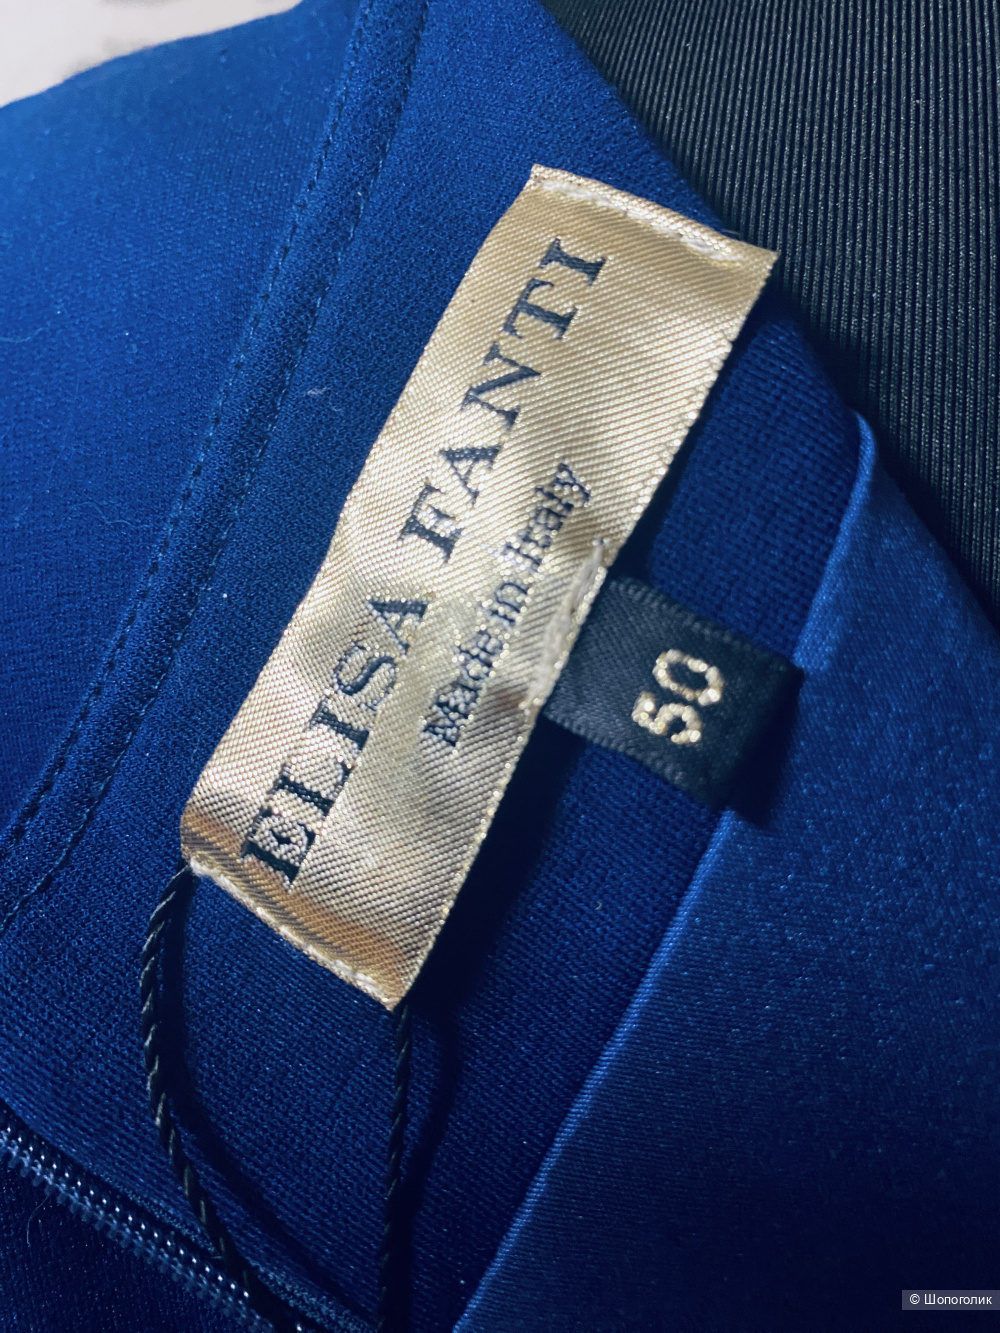 ELISA FANTI
Made in Italy
50
© Шопоголик